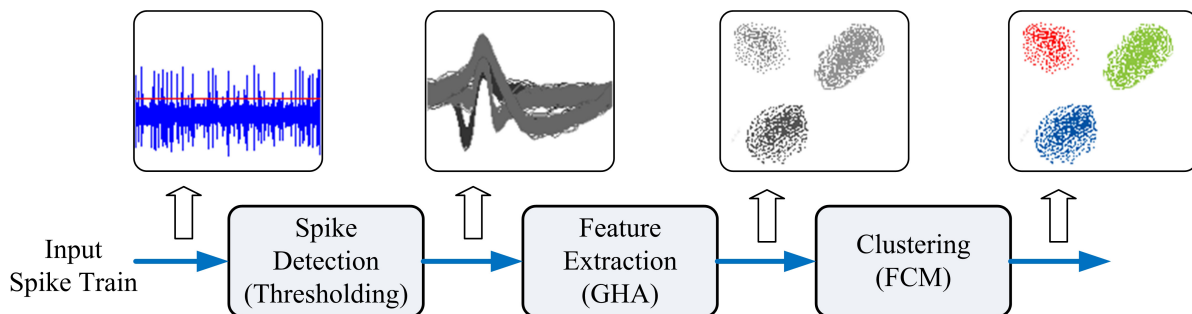 Input
Spike Train
Spike
Detection
(Thresholding)
Feature
Extraction
(GHA)
Clustering
(FCM)